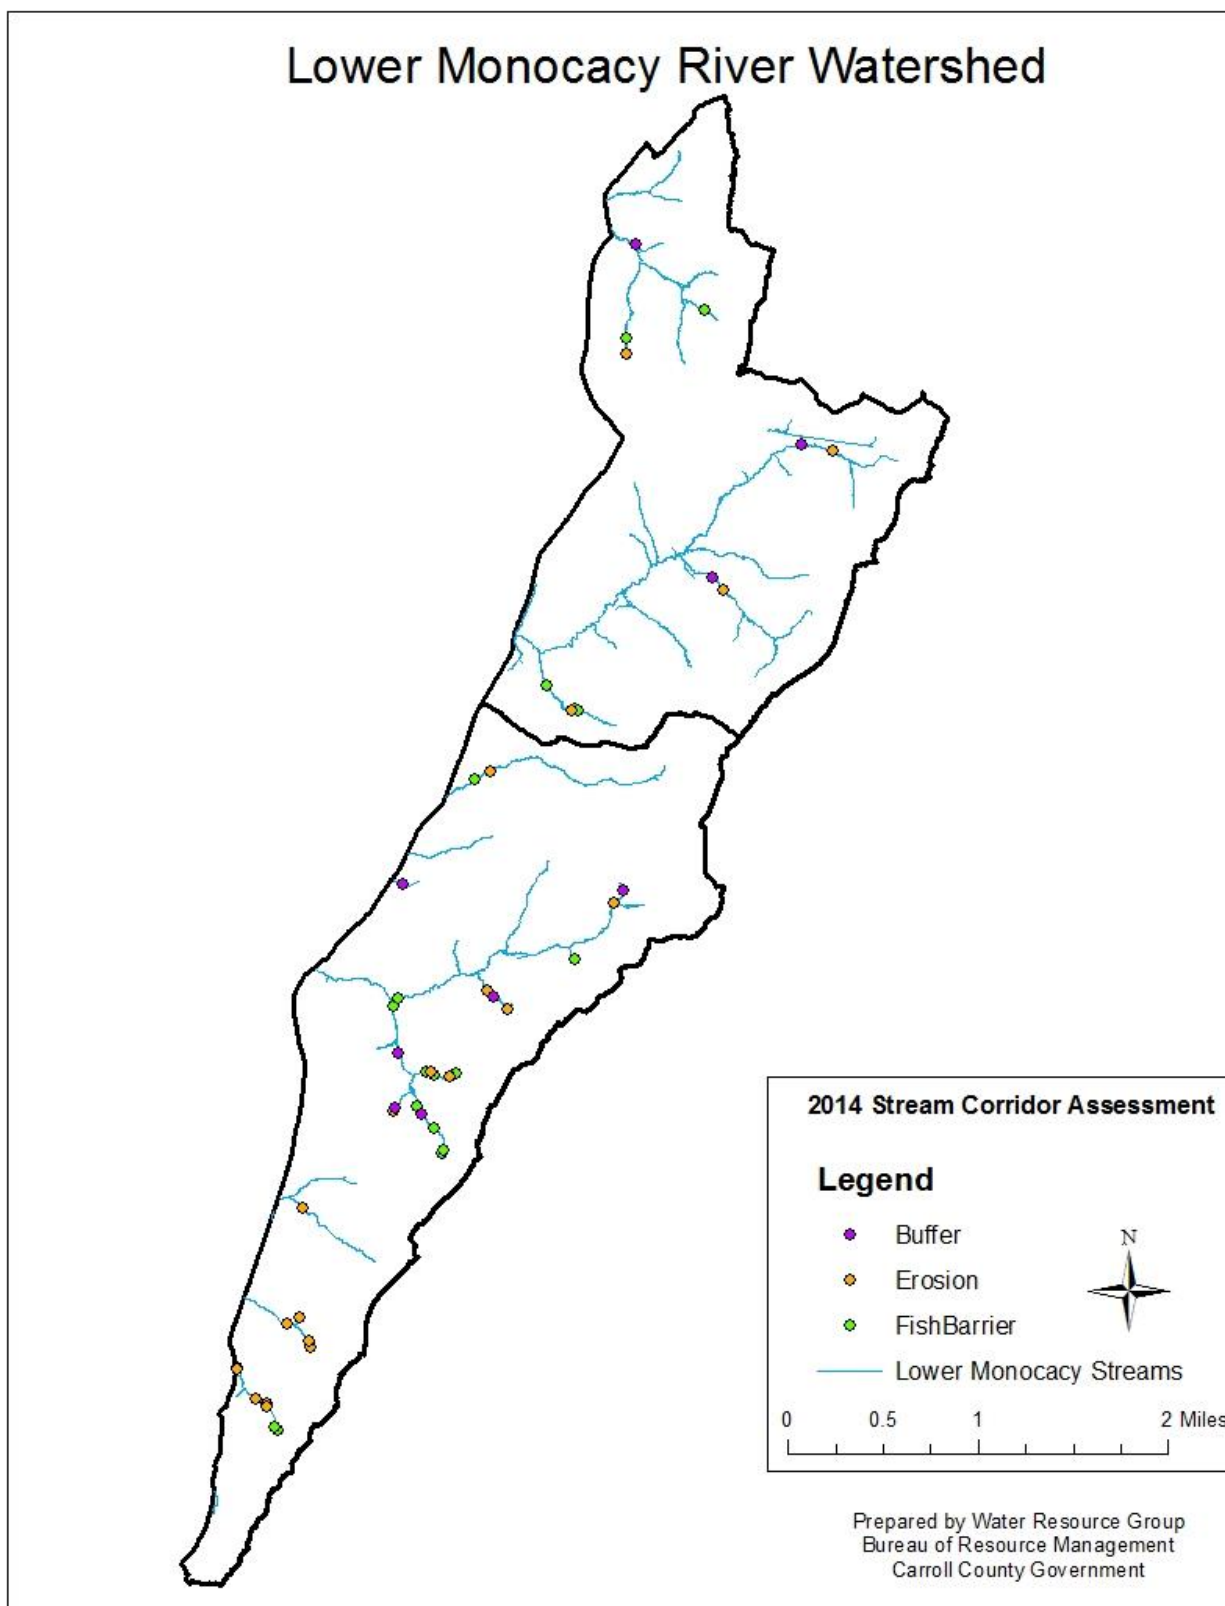 Lower Monocacy River Watershed
2014 Stream Corridor Assessment
Legend
Buffer
N
Erosion
FishBarrier
Lower Monocacy Streams
0 0.5 1 2 Miles
Prepared by Water Resource Group
Bureau of Resource Management
Carroll County Government